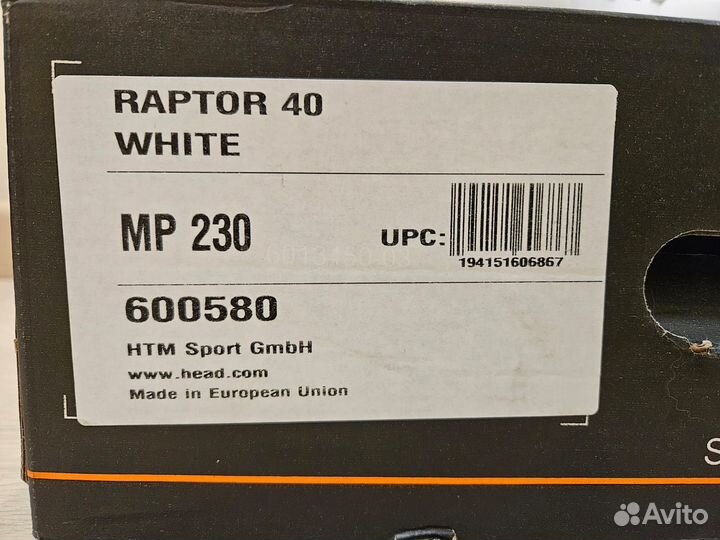 RAPTOR 40
WHITE
MP 230
UPC:
194151606867
600580
HTM Sport GmbH
www.head.com
Made in European Union
S
Avito